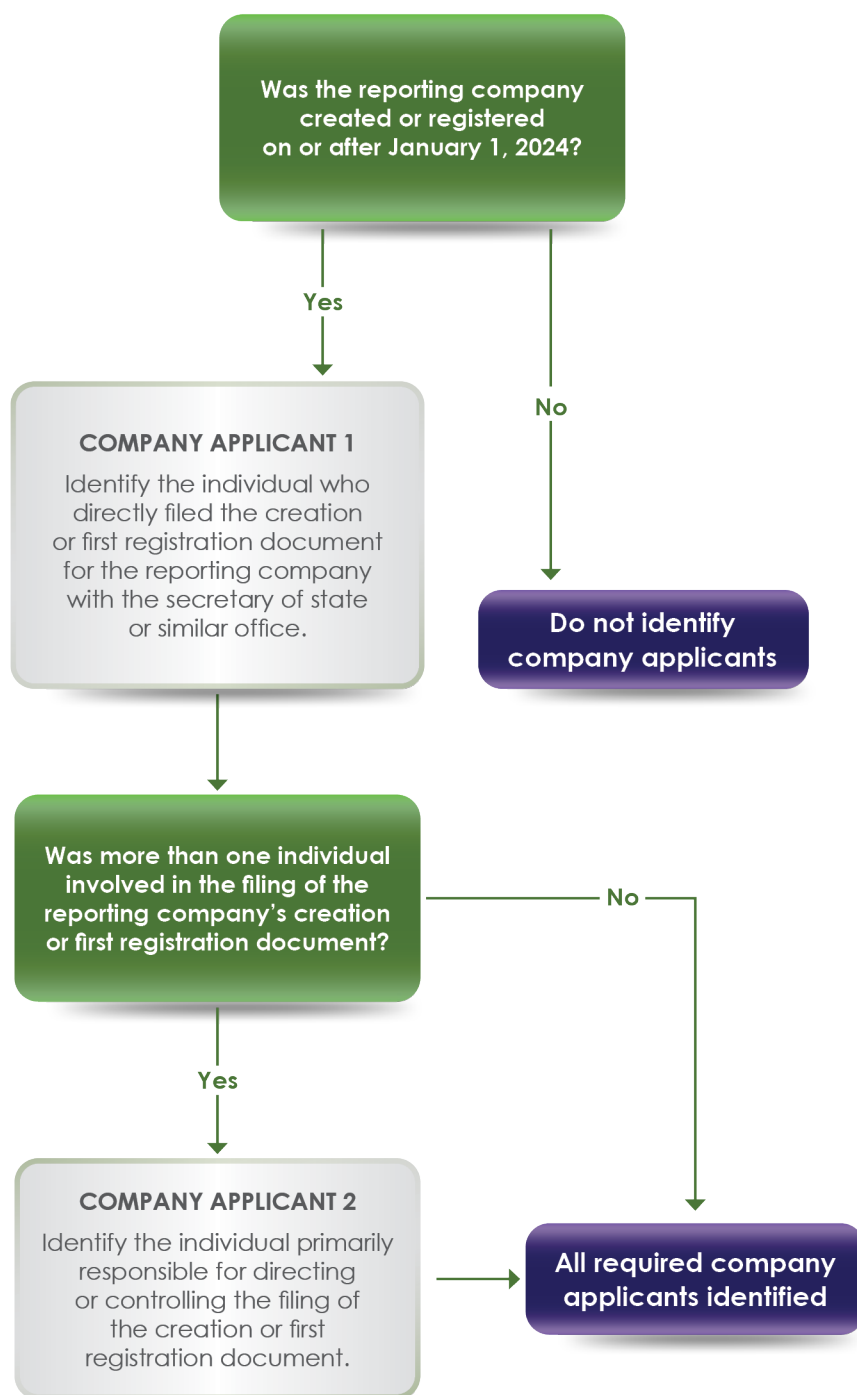 Was the reporting company
created or registered
on or after January 1, 2024?
Yes
No
COMPANY APPLICANT 1
Identify the individual who
directly filed the creation
or first registration document
for the reporting company
with the secretary of state
or similar office.
Do not identify
company applicants
Was more than one individual
involved in the filing of the
reporting company’s creation
or first registration document?
No
Yes
COMPANY APPLICANT 2
Identify the individual primarily
responsible for directing
or controlling the filing of
the creation or first
registration document.
All required company
applicants identified